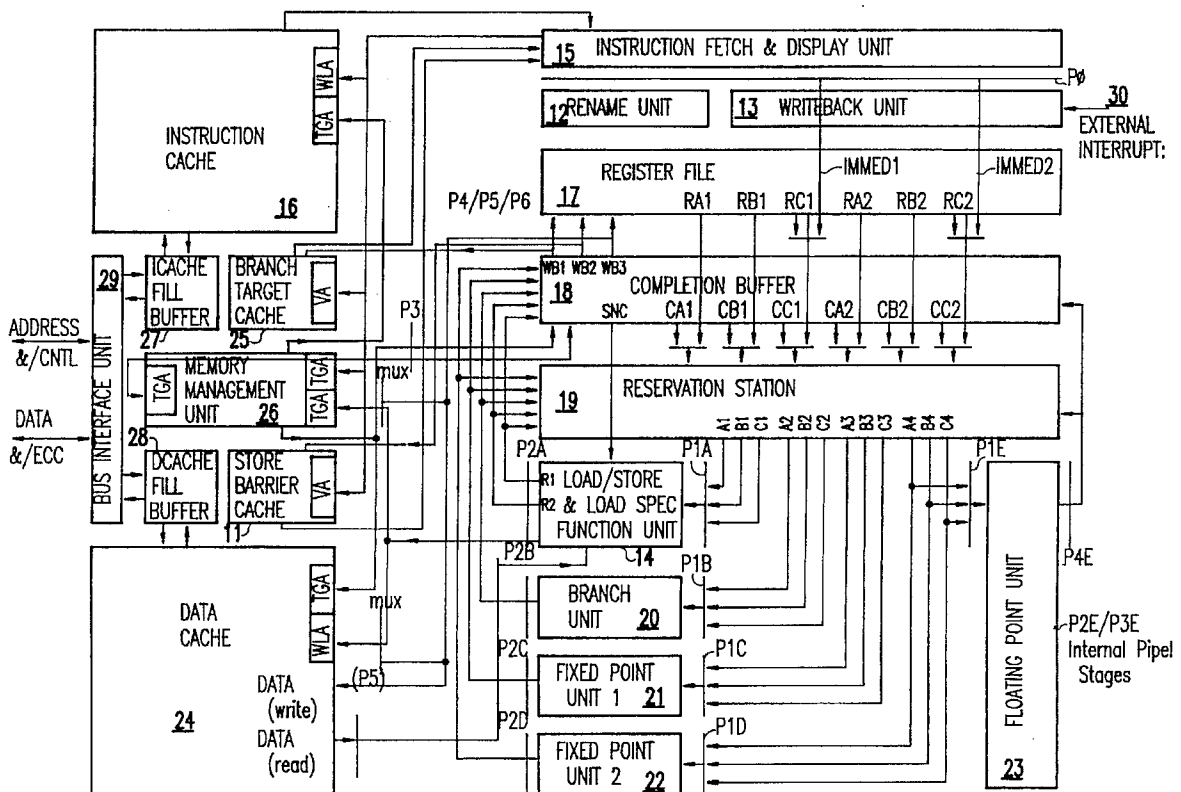 15 INSTRUCTION FETCH & DISPLAY UNIT
PØ
12 RENAME UNIT
13 WRITEBACK UNIT
30
EXTERNAL
INTERRUPT:
WLA
TGA
INSTRUCTION
CACHE
16
REGISTER FILE
17
IMMED1
IMMED2
P4/P5/P6
RA1 RB1 RC1 RA2 RB2 RC2
29
BUS INTERFACE UNIT
ICACHE
FILL
BUFFER
27
BRANCH
TARGET
CACHE
25
VA
WB1 WB2 WB3
18
COMPLETION BUFFER
SNC CA1 CB1 CC1 CA2 CB2 CC2
ADDRESS
&/CNTL
P3
mux
TGA
MEMORY
MANAGEMENT
UNIT
26
TGA
TGA
RESERVATION STATION
19
A1 B1 C1 A2 B2 C2 A3 B3 C3 A4 B4 C4
DATA
&/ECC
28
DCACHE
FILL
BUFFER
STORE
BARRIER
CACHE
11
VA
P2A
P1A
P1E
R1 LOAD/STORE
R2 & LOAD SPEC
FUNCTION UNIT
14
P2B
P1B
P4E
FLOATING POINT UNIT
23
DATA
CACHE
24
TGA
WLA
mux
BRANCH
UNIT
20
P2E/P3E
Internal Pipel
Stages
P2C
P1C
(P5)
DATA
(write)
FIXED POINT
UNIT 1
21
P2D
P1D
DATA
(read)
FIXED POINT
UNIT 2
22